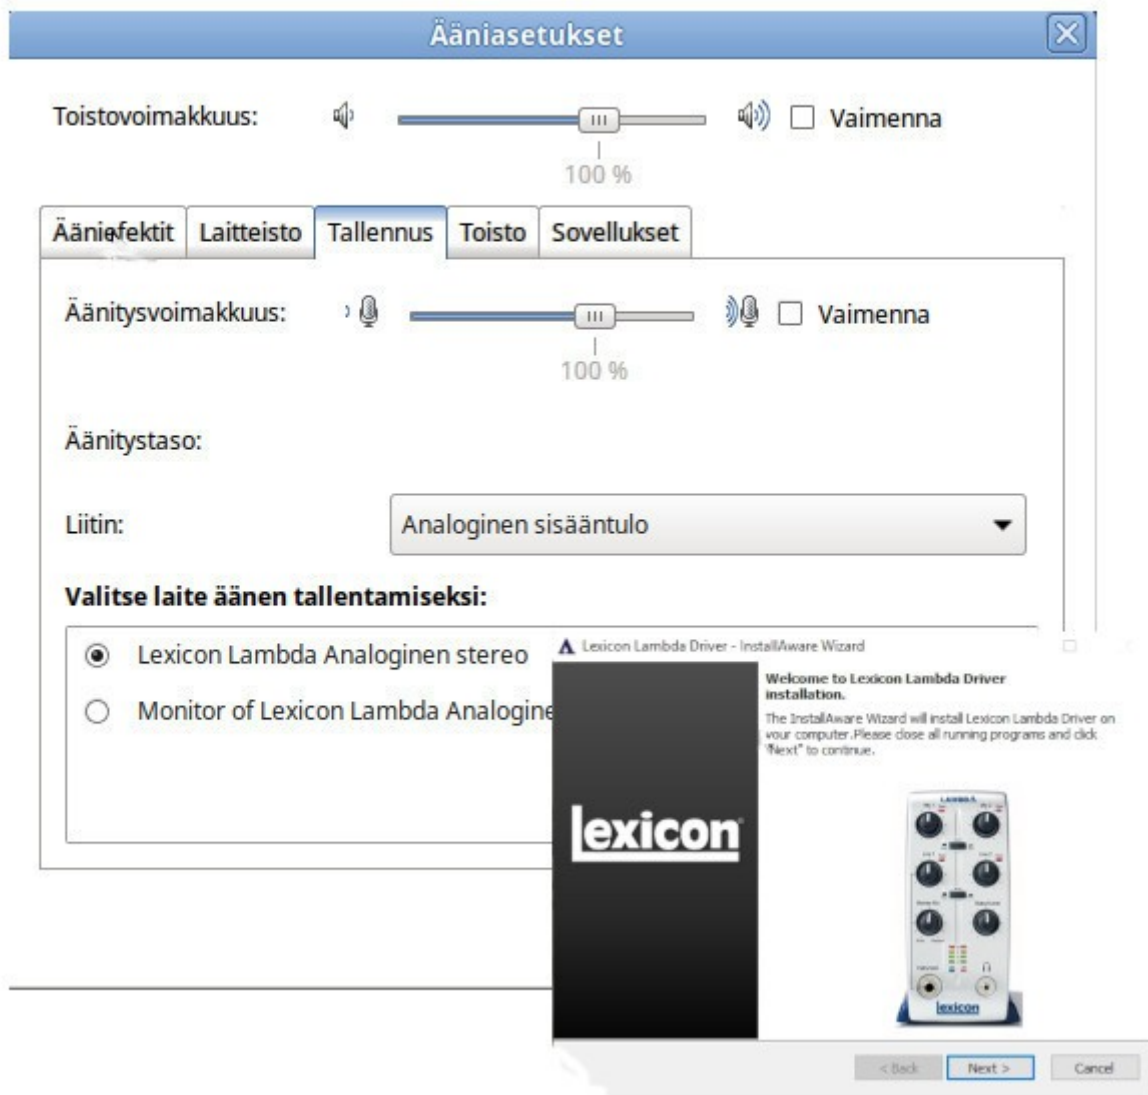 Ääniasetukset
Toistovoimakkuus: Vaimenna
100 %
Ääniefektit Laitteisto Tallennus Toisto Sovellukset
Äänitysvoimakkuus: Vaimenna
100 %
Äänitystaso:
Liitin: Analoginen sisääntulo
Valitse laite äänen tallentamiseksi:
Lexicon Lambda Analoginen stereo
Monitor of Lexicon Lambda Analogine
Lexicon Lambda Driver - InstallAware Wizard
Welcome to Lexicon Lambda Driver
installation.
The InstallAware Wizard will install Lexicon Lambda Driver on
your computer.Please close all running programs and click
"Next" to continue.
lexicon
LAMBDA
lexicon
< Back Next > Cancel